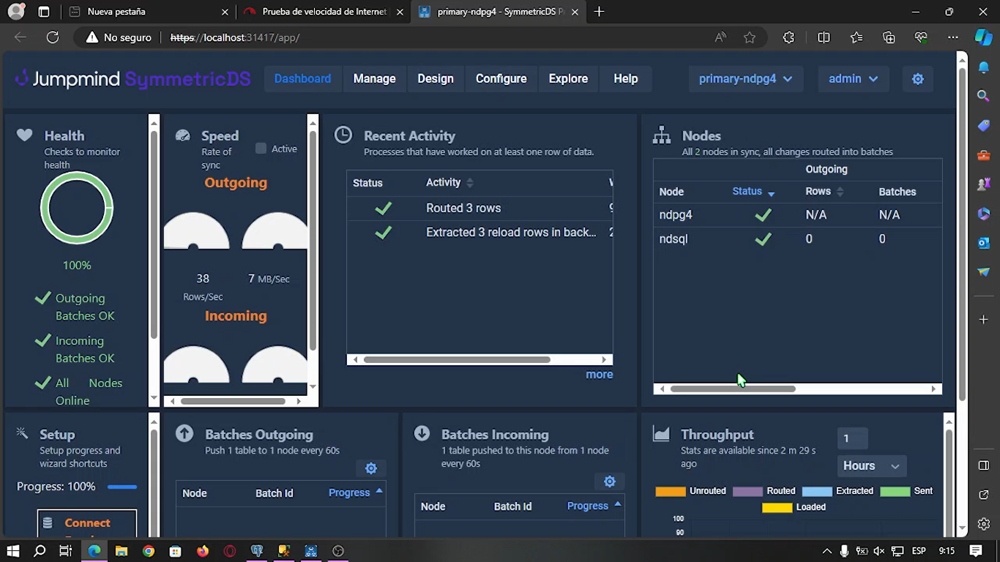 Nueva pestaña
Prueba de velocidad de Internet
primary-ndpg4 - SymmetricDS P
No seguro
https://localhost:31417/app/
Jumpmind SymmetricDS
Dashboard
Manage
Design
Configure
Explore
Help
primary-ndpg4
admin
Health
Checks to monitor
health
100%
Outgoing
Batches OK
Incoming
Batches OK
All Nodes
Online
Speed
Rate of
sync
Active
Outgoing
38
Rows/Sec
7 MB/Sec
Incoming
Recent Activity
Processes that have worked on at least one row of data.
Status Activity
Routed 3 rows 9
Extracted 3 reload rows in back... 2
more
Nodes
All 2 nodes in sync, all changes routed into batches
Outgoing
Node Status Rows Batches
ndpg4 N/A N/A
ndsql 0 0
Setup
Setup progress and
wizard shortcuts
Progress: 100%
Connect
Batches Outgoing
Push 1 table to 1 node every 60s
Node Batch Id Progress
Batches Incoming
1 table pushed to this node from 1 node
every 60s
Node Batch Id Progress
Throughput
Stats are available since 2 m 29 s
ago
1
Hours
Unrouted Routed Extracted Sent
Loaded
100
90
ESP
9:15